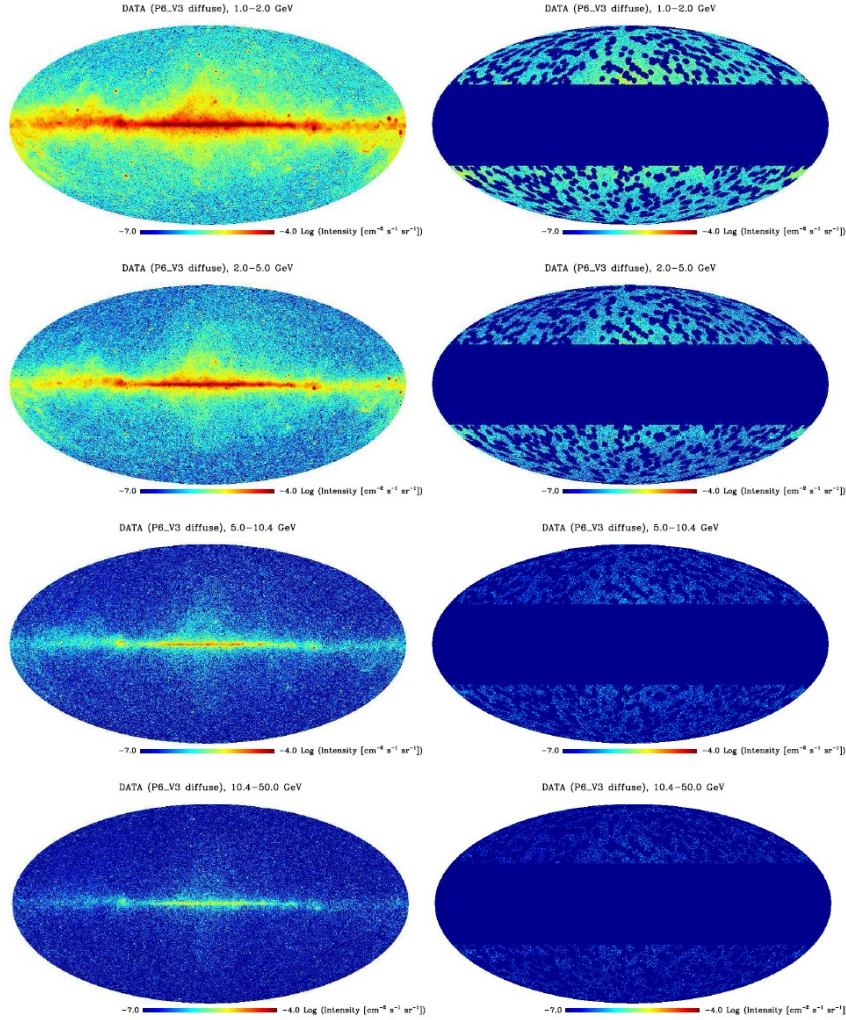 DATA (P6_V3 diffuse), 1.0−2.0 GeV
DATA (P6_V3 diffuse), 1.0−2.0 GeV
−7.0 −4.0 Log (Intensity [cm⁻² s⁻¹ sr⁻¹])
−7.0 −4.0 Log (Intensity [cm⁻² s⁻¹ sr⁻¹])
DATA (P6_V3 diffuse), 2.0−5.0 GeV
DATA (P6_V3 diffuse), 2.0−5.0 GeV
−7.0 −4.0 Log (Intensity [cm⁻² s⁻¹ sr⁻¹])
−7.0 −4.0 Log (Intensity [cm⁻² s⁻¹ sr⁻¹])
DATA (P6_V3 diffuse), 5.0−10.4 GeV
DATA (P6_V3 diffuse), 5.0−10.4 GeV
−7.0 −4.0 Log (Intensity [cm⁻² s⁻¹ sr⁻¹])
−7.0 −4.0 Log (Intensity [cm⁻² s⁻¹ sr⁻¹])
DATA (P6_V3 diffuse), 10.4−50.0 GeV
DATA (P6_V3 diffuse), 10.4−50.0 GeV
−7.0 −4.0 Log (Intensity [cm⁻² s⁻¹ sr⁻¹])
−7.0 −4.0 Log (Intensity [cm⁻² s⁻¹ sr⁻¹]